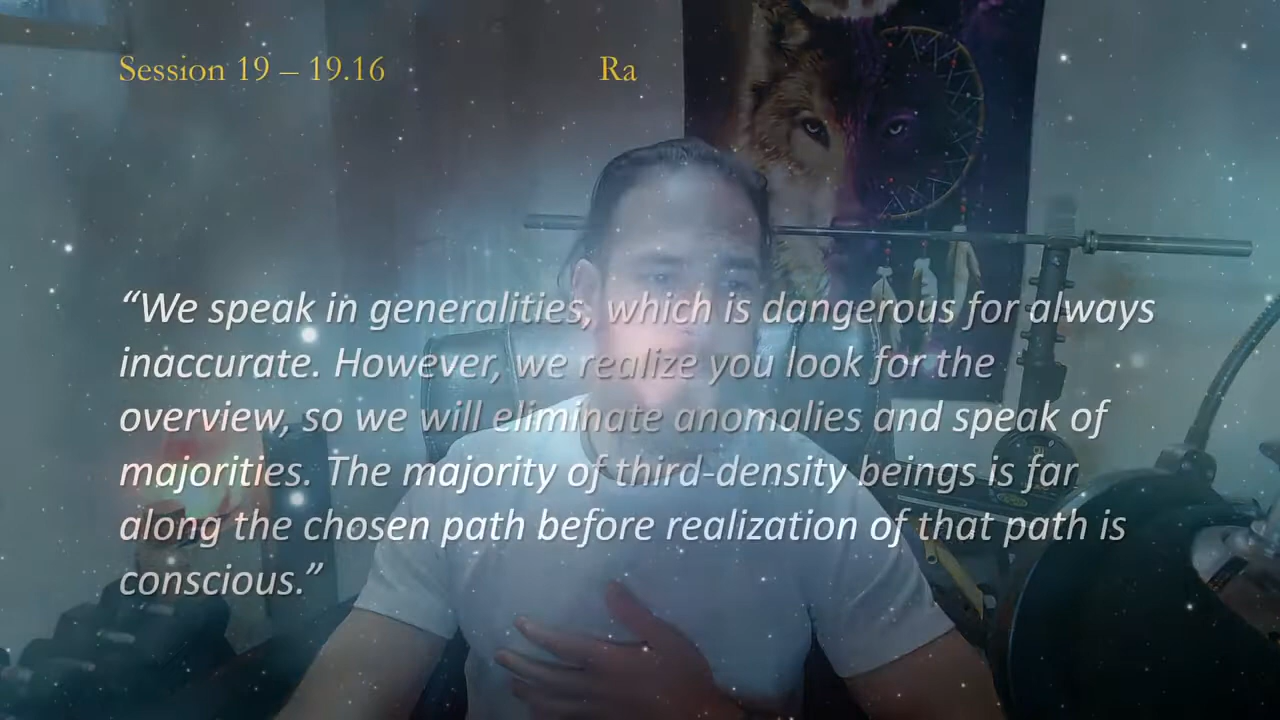 Session 19 – 19.16 Ra
“We speak in generalities, which is dangerous for always
inaccurate. However, we realize you look for the
overview, so we will eliminate anomalies and speak of
majorities. The majority of third-density beings is far
along the chosen path before realization of that path is
conscious.”